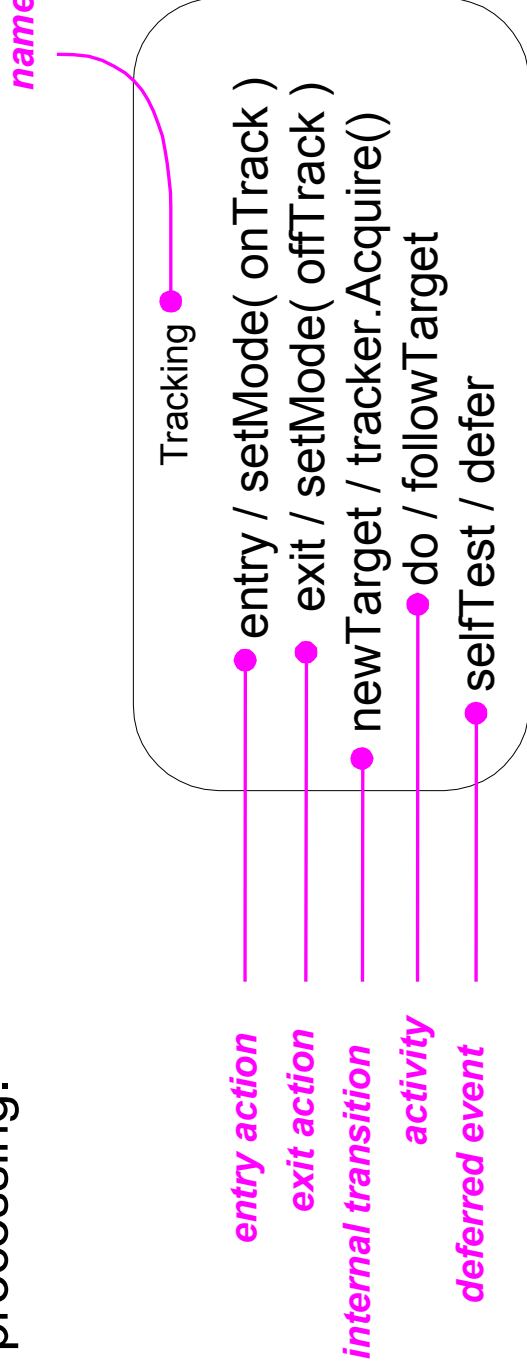 processing.
name
Tracking
entry action
entry / setMode( onTrack )
exit action
exit / setMode( offTrack )
internal transition
newTarget / tracker.Acquire()
activity
do / followTarget
deferred event
selfTest / defer